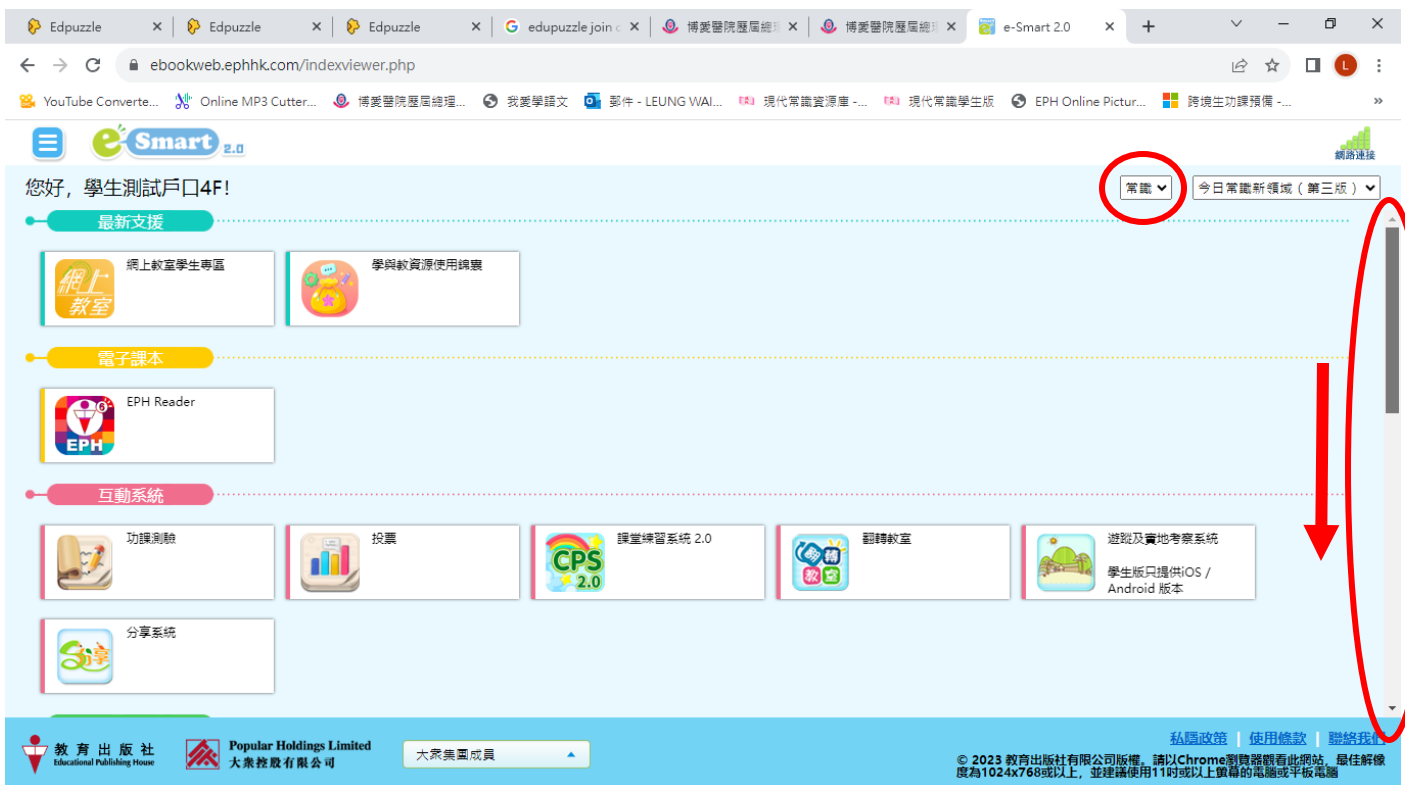 Edpuzzle
Edpuzzle
Edpuzzle
edupuzzle join c
博愛醫院歷屆總
博愛醫院歷屆總
e-Smart 2.0
ebookweb.ephhk.com/indexviewer.php
L
YouTube Converte...
Online MP3 Cutter...
博愛醫院歷屆總理...
我愛學語文
郵件 - LEUNG WAI...
現代常識資源庫 -...
現代常識學生版
EPH Online Pictur...
跨境生功課預備 -...
e-Smart 2.0
網路連接
您好，學生測試戶口4F!
常識
今日常識新領域（第三版）
最新支援
網上教室
網上教室學生專區
學與教資源使用錦囊
電子課本
EPH
EPH Reader
互動系統
功課測驗
投票
CPS 2.0
課堂練習系統 2.0
翻轉教室
遊蹤及實地考察系統
學生版只提供iOS /
Android 版本
分享系統
教育出版社
Educational Publishing House
Popular Holdings Limited
大眾控股有限公司
大眾集團成員
私隱政策 | 使用條款 | 聯絡我們
© 2023 教育出版社有限公司版權。請以Chrome瀏覽器觀看此網站，最佳解像
度為1024x768或以上，並建議使用11吋或以上螢幕的電腦或平板電腦